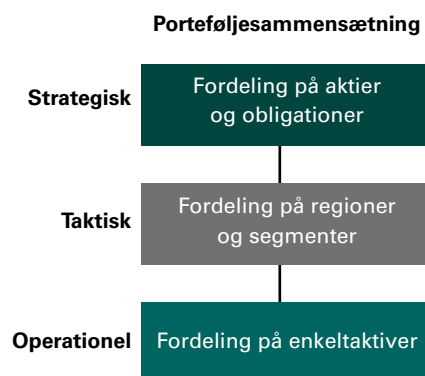 Porteføljesammensætning
Strategisk
Fordeling på aktier
og obligationer
Taktisk
Fordeling på regioner
og segmenter
Operationel
Fordeling på enkeltaktiver